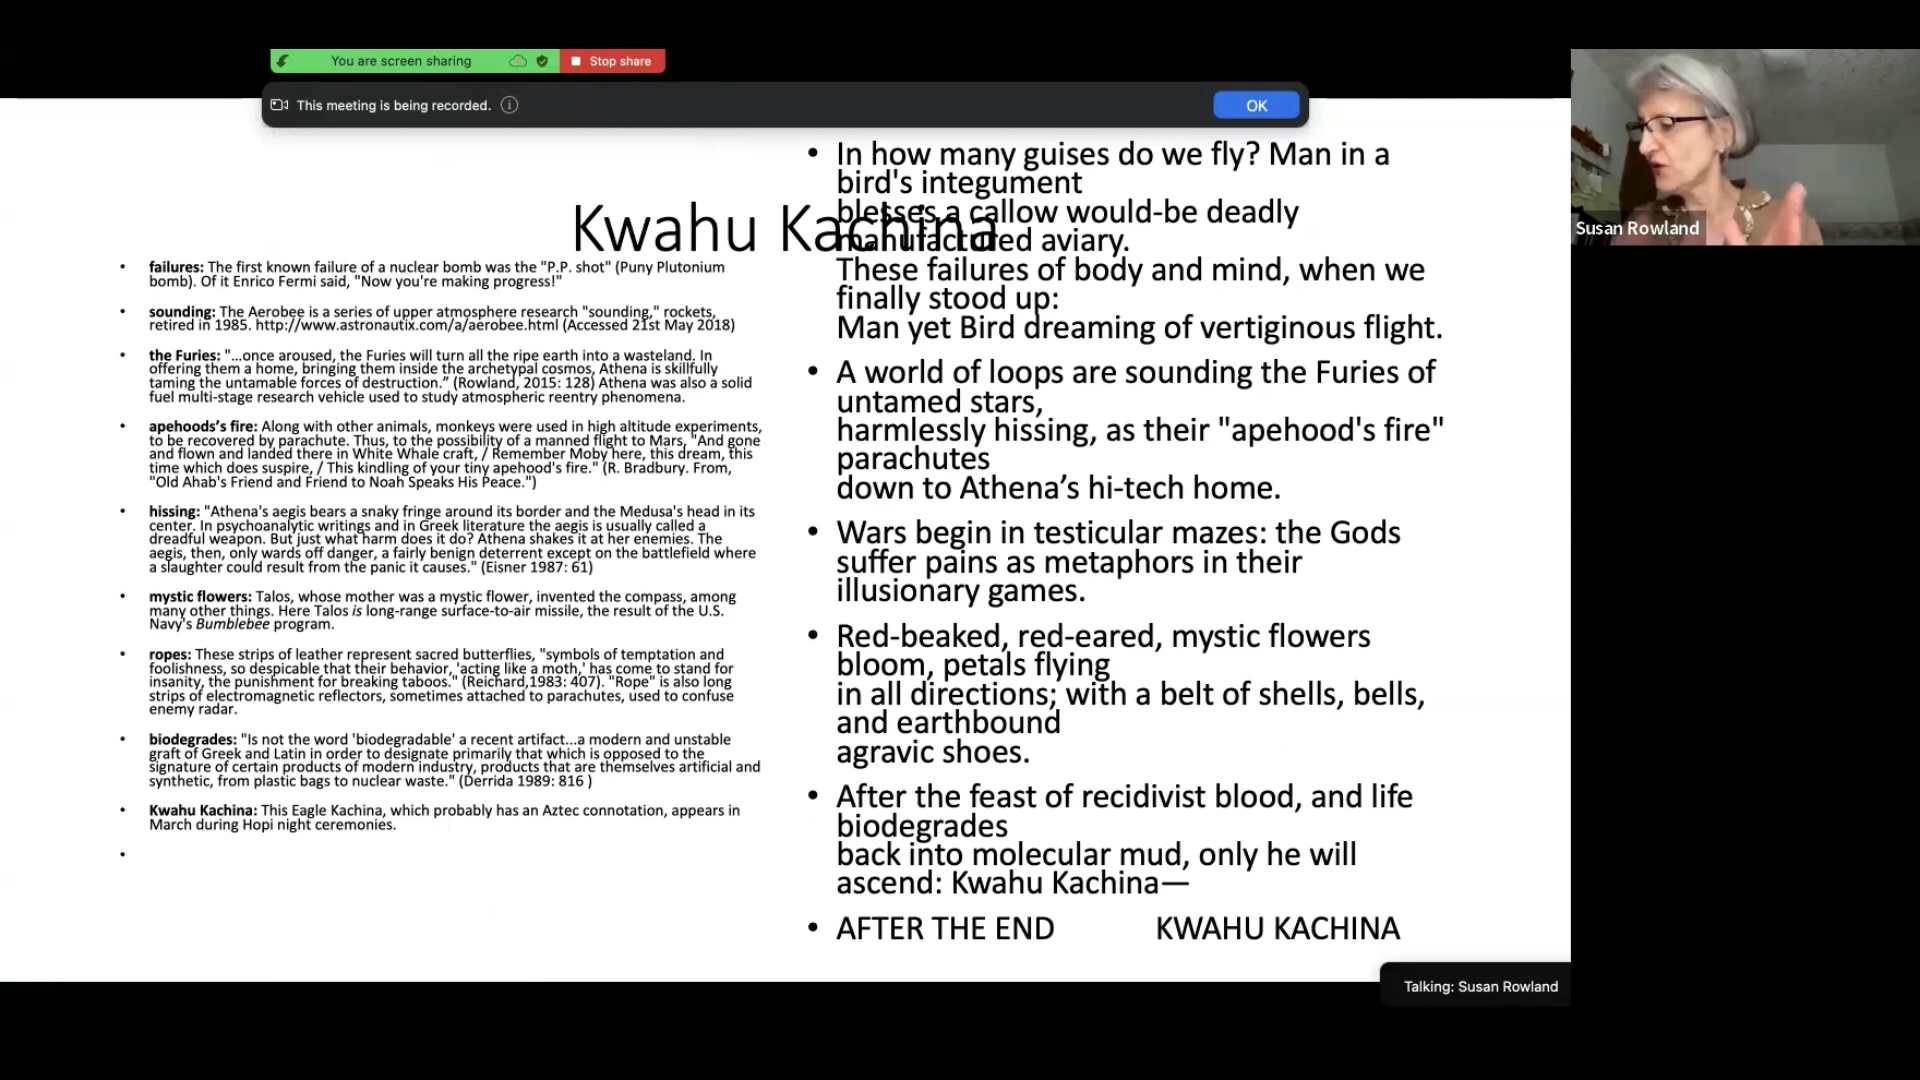 You are screen sharing
Stop share
This meeting is being recorded.
OK
Susan Rowland
Kwahu Kachina
• failures: The first known failure of a nuclear bomb was the "P.P. shot" (Puny Plutonium
bomb). Of it Enrico Fermi said, "Now you're making progress!"
• sounding: The Aerobee is a series of upper atmosphere research "sounding," rockets,
retired in 1985. http://www.astronautix.com/a/aerobee.html (Accessed 21st May 2018)
• the Furies: "…once aroused, the Furies will turn all the ripe earth into a wasteland. In
offering them a home, bringing them inside the archetypal cosmos, Athena is skillfully
taming the untamable forces of destruction.” (Rowland, 2015: 128) Athena was also a solid
fuel multi-stage research vehicle used to study atmospheric reentry phenomena.
• apehoods’s fire: Along with other animals, monkeys were used in high altitude experiments,
to be recovered by parachute. Thus, to the possibility of a manned flight to Mars, "And gone
and flown and landed there in White Whale craft, / Remember Moby here, this dream, this
time which does suspire, / This kindling of your tiny apehood's fire." (R. Bradbury. From,
"Old Ahab's Friend and Friend to Noah Speaks His Peace.")
• hissing: "Athena's aegis bears a snaky fringe around its border and the Medusa's head in its
center. In psychoanalytic writings and in Greek literature the aegis is usually called a
dreadful weapon. But just what harm does it do? Athena shakes it at her enemies. The
aegis, then, only wards off danger, a fairly benign deterrent except on the battlefield where
a slaughter could result from the panic it causes." (Eisner 1987: 61)
• mystic flowers: Talos, whose mother was a mystic flower, invented the compass, among
many other things. Here Talos is long-range surface-to-air missile, the result of the U.S.
Navy's Bumblebee program.
• ropes: These strips of leather represent sacred butterflies, "symbols of temptation and
foolishness, so despicable that their behavior, 'acting like a moth,' has come to stand for
insanity, the punishment for breaking taboos." (Reichard,1983: 407). "Rope" is also long
strips of electromagnetic reflectors, sometimes attached to parachutes, used to confuse
enemy radar.
• biodegrades: "Is not the word 'biodegradable' a recent artifact...a modern and unstable
graft of Greek and Latin in order to designate primarily that which is opposed to the
signature of certain products of modern industry, products that are themselves artificial and
synthetic, from plastic bags to nuclear waste." (Derrida 1989: 816 )
• Kwahu Kachina: This Eagle Kachina, which probably has an Aztec connotation, appears in
March during Hopi night ceremonies.
•
• In how many guises do we fly? Man in a
bird's integument
blesses a callow would-be deadly
manufactured aviary.
These failures of body and mind, when we
finally stood up:
Man yet Bird dreaming of vertiginous flight.
• A world of loops are sounding the Furies of
untamed stars,
harmlessly hissing, as their "apehood's fire"
parachutes
down to Athena’s hi-tech home.
• Wars begin in testicular mazes: the Gods
suffer pains as metaphors in their
illusionary games.
• Red-beaked, red-eared, mystic flowers
bloom, petals flying
in all directions; with a belt of shells, bells,
and earthbound
agravic shoes.
• After the feast of recidivist blood, and life
biodegrades
back into molecular mud, only he will
ascend: Kwahu Kachina—
• AFTER THE END KWAHU KACHINA
Talking: Susan Rowland